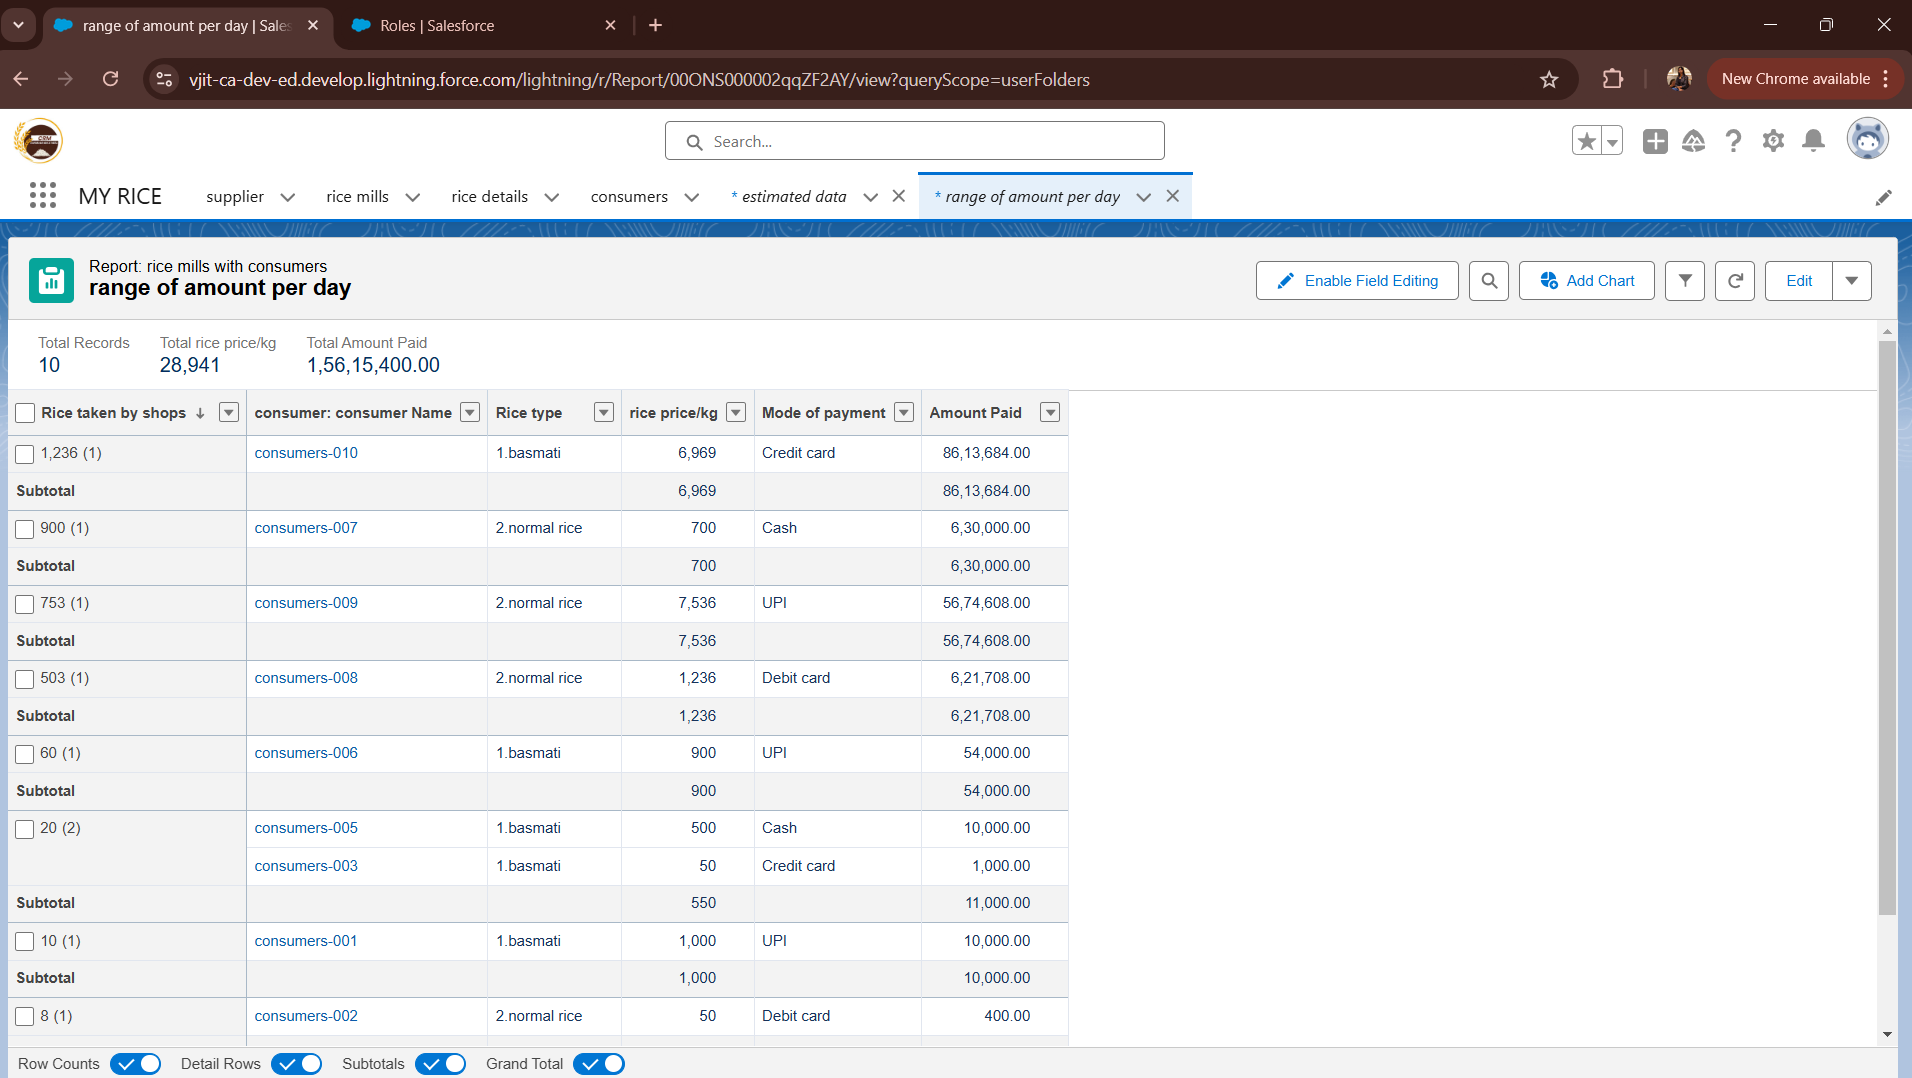 range of amount per day | Sales
Roles | Salesforce
vjit-ca-dev-ed.develop.lightning.force.com/lightning/r/Report/00ONS000002qqZF2AY/view?queryScope=userFolders
New Chrome available
CRM
Search...
MY RICE
supplier
rice mills
rice details
consumers
* estimated data
* range of amount per day
Report: rice mills with consumers
range of amount per day
Enable Field Editing
Add Chart
Edit
Total Records Total rice price/kg Total Amount Paid
10 28,941 1,56,15,400.00
Rice taken by shops consumer: consumer Name Rice type rice price/kg Mode of payment Amount Paid
1,236 (1) consumers-010 1.basmati 6,969 Credit card 86,13,684.00
Subtotal 6,969 86,13,684.00
900 (1) consumers-007 2.normal rice 700 Cash 6,30,000.00
Subtotal 700 6,30,000.00
753 (1) consumers-009 2.normal rice 7,536 UPI 56,74,608.00
Subtotal 7,536 56,74,608.00
503 (1) consumers-008 2.normal rice 1,236 Debit card 6,21,708.00
Subtotal 1,236 6,21,708.00
60 (1) consumers-006 1.basmati 900 UPI 54,000.00
Subtotal 900 54,000.00
20 (2) consumers-005 1.basmati 500 Cash 10,000.00
consumers-003 1.basmati 50 Credit card 1,000.00
Subtotal 550 11,000.00
10 (1) consumers-001 1.basmati 1,000 UPI 10,000.00
Subtotal 1,000 10,000.00
8 (1) consumers-002 2.normal rice 50 Debit card 400.00
Row Counts Detail Rows Subtotals Grand Total